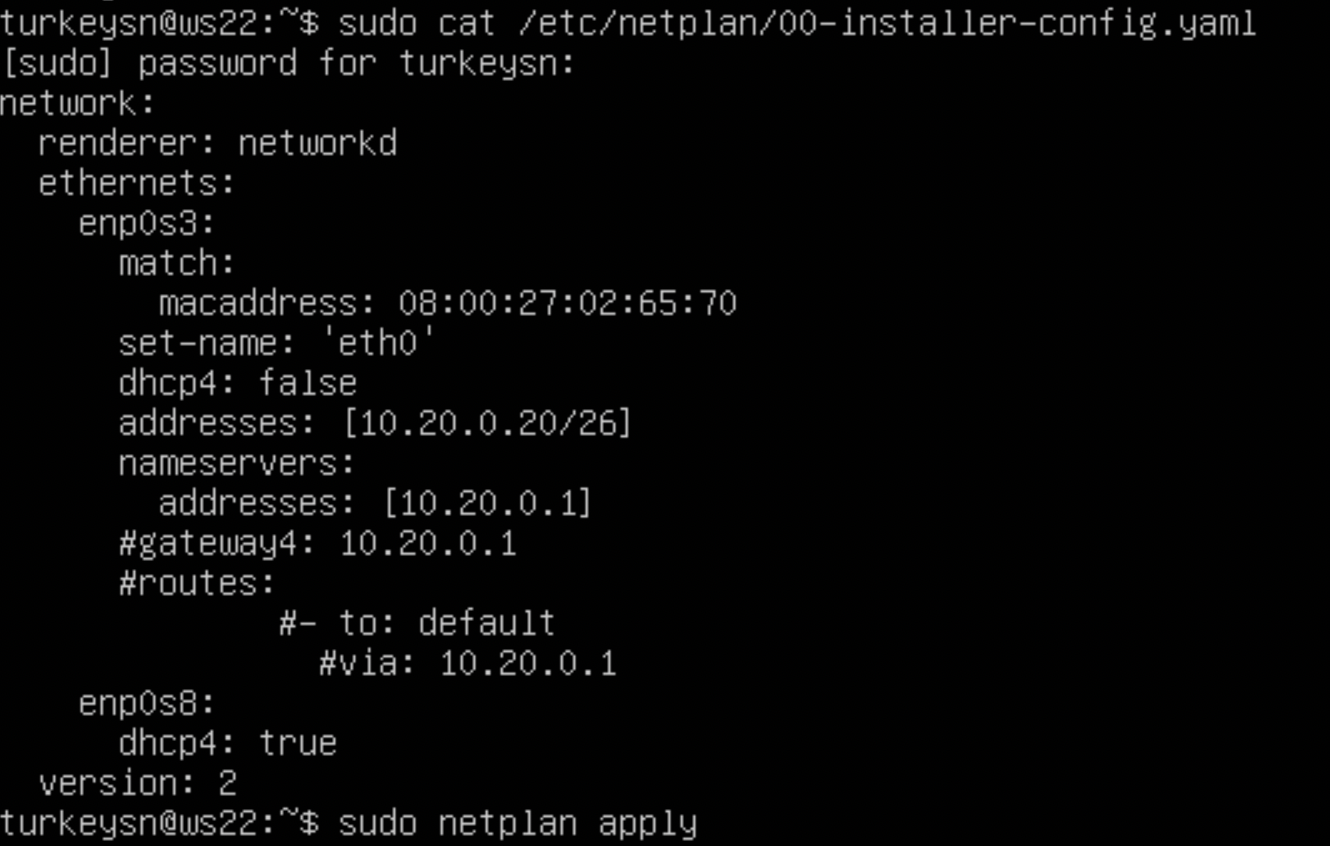 turkeysn@ws22:~$ sudo cat /etc/netplan/00-installer-config.yaml
[sudo] password for turkeysn:
network:
  renderer: networkd
  ethernets:
    enp0s3:
      match:
        macaddress: 08:00:27:02:65:70
      set-name: 'eth0'
      dhcp4: false
      addresses: [10.20.0.20/26]
      nameservers:
        addresses: [10.20.0.1]
      #gateway4: 10.20.0.1
      #routes:
              #- to: default
                #via: 10.20.0.1
    enp0s8:
      dhcp4: true
  version: 2
turkeysn@ws22:~$ sudo netplan apply